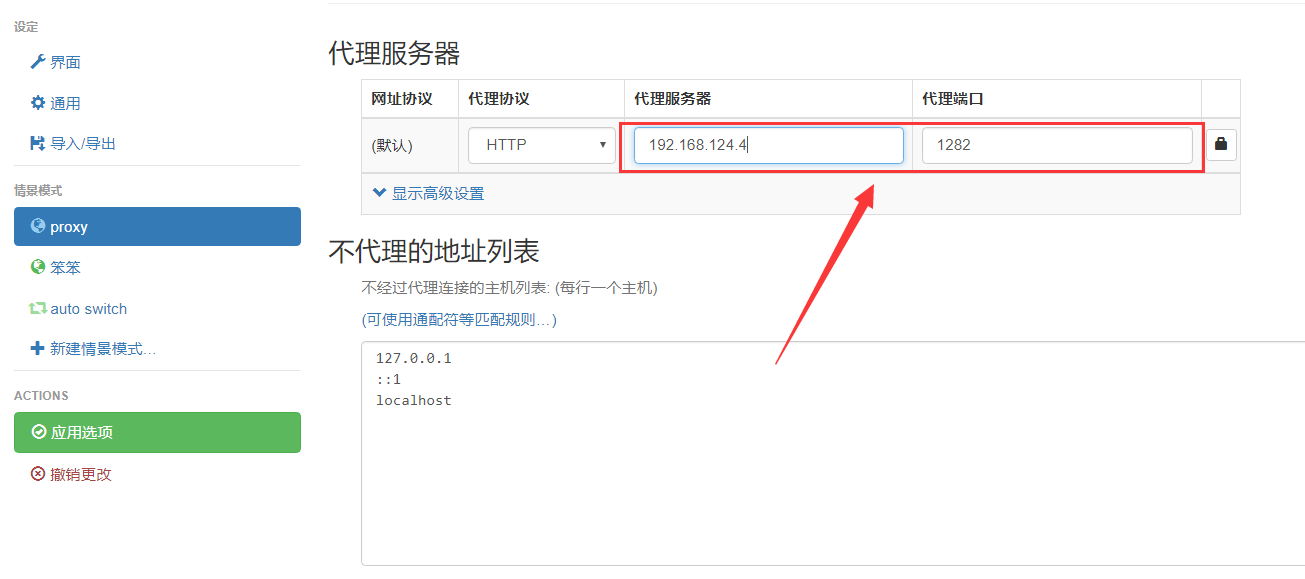 设定
界面
通用
导入/导出
情景模式
proxy
笨笨
auto switch
新建情景模式…
ACTIONS
应用选项
撤销更改
代理服务器
网址协议 代理协议 代理服务器 代理端口
(默认) HTTP 192.168.124.4 1282
显示高级设置
不代理的地址列表
不经过代理连接的主机列表: (每行一个主机)
(可使用通配符等匹配规则…)
127.0.0.1
::1
localhost